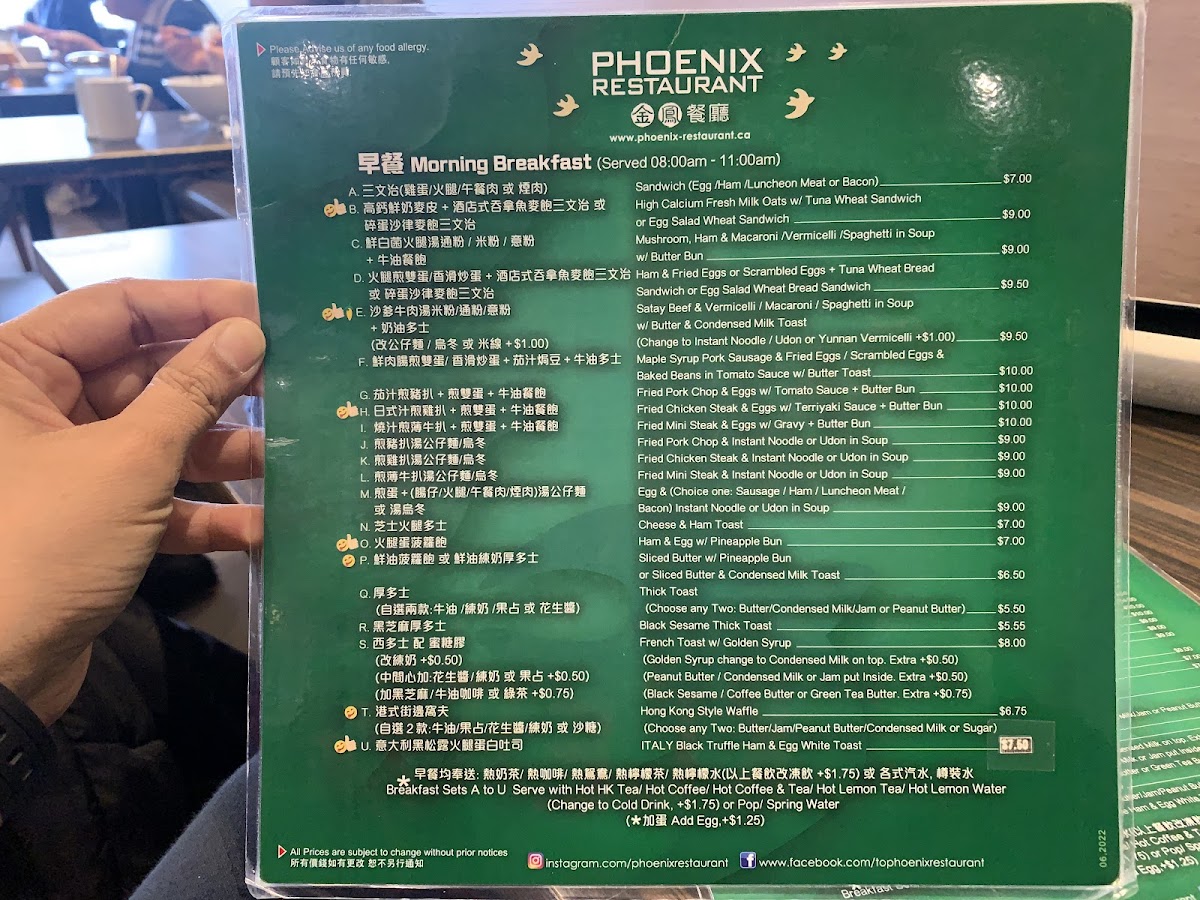 Please advise us of any food allergy.
顧客如對食物有任何敏感,
PHOENIX
RESTAURANT
金鳳餐廳
www.phoenix-restaurant.ca
早餐 Morning Breakfast (Served 08:00am - 11:00am)
A. 三文治(雞蛋/火腿/午餐肉 或 煙肉) Sandwich (Egg /Ham /Luncheon Meat or Bacon) $7.00
B. 高鈣鮮奶麥皮 + 酒店式吞拿魚麥飽三文治 或 High Calcium Fresh Milk Oats w/ Tuna Wheat Sandwich
碎蛋沙律麥飽三文治 or Egg Salad Wheat Sandwich $9.00
C. 鮮白菌火腿湯通粉 / 米粉 / 意粉 Mushroom, Ham & Macaroni /Vermicelli /Spaghetti in Soup
+ 牛油餐飽 w/ Butter Bun $9.00
D. 火腿煎雙蛋/香滑炒蛋 + 酒店式吞拿魚麥飽三文治 Ham & Fried Eggs or Scrambled Eggs + Tuna Wheat Bread
或 碎蛋沙律麥飽三文治 Sandwich or Egg Salad Wheat Bread Sandwich $9.50
E. 沙爹牛肉湯米粉/通粉/意粉 Satay Beef & Vermicelli / Macaroni / Spaghetti in Soup
+ 奶油多士 w/ Butter & Condensed Milk Toast
(改公仔麵 / 烏冬 或 米線 +$1.00) (Change to Instant Noodle / Udon or Yunnan Vermicelli +$1.00) $9.50
F. 鮮肉腸煎雙蛋/ 香滑炒蛋 + 茄汁焗豆 + 牛油多士 Maple Syrup Pork Sausage & Fried Eggs / Scrambled Eggs &
Baked Beans in Tomato Sauce w/ Butter Toast $10.00
G. 茄汁煎豬扒 + 煎雙蛋 + 牛油餐飽 Fried Pork Chop & Eggs w/ Tomato Sauce + Butter Bun $10.00
H. 日式汁煎雞扒 + 煎雙蛋 + 牛油餐飽 Fried Chicken Steak & Eggs w/ Terriyaki Sauce + Butter Bun $10.00
I. 燒汁煎薄牛扒 + 煎雙蛋 + 牛油餐飽 Fried Mini Steak & Eggs w/ Gravy + Butter Bun $10.00
J. 煎豬扒湯公仔麵/烏冬 Fried Pork Chop & Instant Noodle or Udon in Soup $9.00
K. 煎雞扒湯公仔麵/烏冬 Fried Chicken Steak & Instant Noodle or Udon in Soup $9.00
L. 煎薄牛扒湯公仔麵/烏冬 Fried Mini Steak & Instant Noodle or Udon in Soup $9.00
M. 煎蛋 + (腸仔/火腿/午餐肉/煙肉)湯公仔麵 Egg & (Choice one: Sausage / Ham / Luncheon Meat /
或 湯烏冬 Bacon) Instant Noodle or Udon in Soup $9.00
N. 芝士火腿多士 Cheese & Ham Toast $7.00
O. 火腿蛋菠蘿飽 Ham & Egg w/ Pineapple Bun $7.00
P. 鮮油菠蘿飽 或 鮮油練奶厚多士 Sliced Butter w/ Pineapple Bun
or Sliced Butter & Condensed Milk Toast $6.50
Q. 厚多士 Thick Toast
(自選兩款:牛油 /練奶 /果占 或 花生醬) (Choose any Two: Butter/Condensed Milk/Jam or Peanut Butter) $5.50
R. 黑芝麻厚多士 Black Sesame Thick Toast $5.55
S. 西多士 配 蜜糖膠 French Toast w/ Golden Syrup $8.00
(改練奶 +$0.50) (Golden Syrup change to Condensed Milk on top. Extra +$0.50)
(中間心加:花生醬 / 練奶 或 果占 +$0.50) (Peanut Butter / Condensed Milk or Jam put Inside. Extra +$0.50)
(加黑芝麻/牛油咖啡 或 綠茶 +$0.75) (Black Sesame / Coffee Butter or Green Tea Butter. Extra +$0.75)
T. 港式街邊窩夫 Hong Kong Style Waffle $6.75
(自選 2 款:牛油/果占/花生醬/練奶 或 沙糖) (Choose any Two: Butter/Jam/Peanut Butter/Condensed Milk or Sugar)
U. 意大利黑松露火腿蛋白吐司 ITALY Black Truffle Ham & Egg White Toast $7.50
* 早餐均奉送: 熱奶茶/ 熱咖啡/ 熱鴛鴦/ 熱檸檬茶/ 熱檸檬水(以上餐飲改凍飲 +$1.75) 或 各式汽水, 樽裝水
Breakfast Sets A to U Serve with Hot HK Tea/ Hot Coffee/ Hot Coffee & Tea/ Hot Lemon Tea/ Hot Lemon Water
(Change to Cold Drink, +$1.75) or Pop/ Spring Water
(*加蛋 Add Egg,+$1.25)
All Prices are subject to change without prior notices
所有價錢如有更改 恕不另行通知
instagram.com/phoenixrestaurant
www.facebook.com/tophoenixrestaurant
06.2022